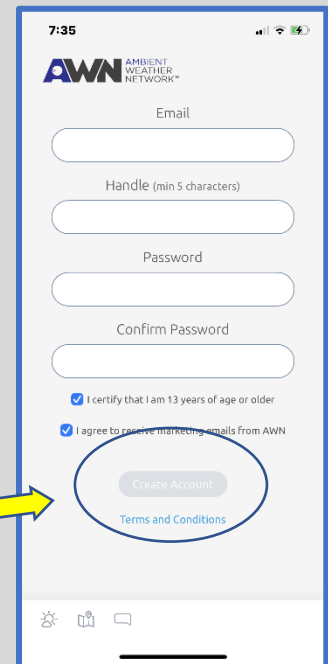 7:35
AWN AMBIENT
WEATHER
NETWORK™
Email
Handle (min 5 characters)
Password
Confirm Password
I certify that I am 13 years of age or older
I agree to receive marketing emails from AWN
Create Account
Terms and Conditions